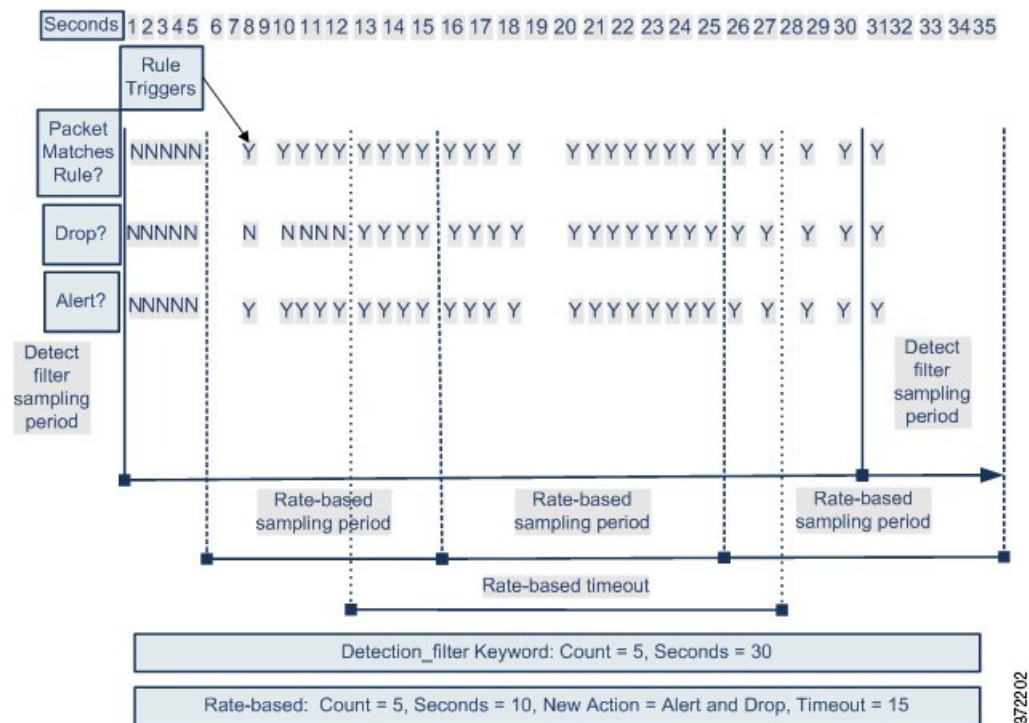 Seconds 1 2 3 4 5 6 7 8 9 10 11 12 13 14 15 16 17 18 19 20 21 22 23 24 25 26 27 28 29 30 31 32 33 34 35
Rule
Triggers
Packet
Matches
Rule?
NNNNN Y YYYY YYYY YYY Y YYYYYYY Y Y Y Y Y
Drop?
NNNNN N NNNN YYYY YYY Y YYYYYYY Y Y Y Y Y
Alert?
NNNNN Y YYYY YYYY YYY Y YYYYYYY Y Y Y Y Y
Detect
filter
sampling
period
Detect
filter
sampling
period
Rate-based
sampling period
Rate-based
sampling period
Rate-based
sampling period
Rate-based timeout
Detection_filter Keyword: Count = 5, Seconds = 30
Rate-based: Count = 5, Seconds = 10, New Action = Alert and Drop, Timeout = 15